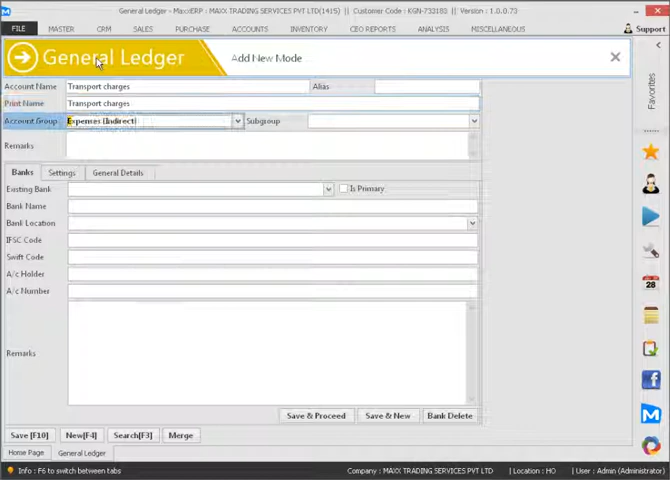 General Ledger - MaxxERP - MAXX TRADING SERVICES PVT LTD(1415) || Customer Code : KGN-733180 || Version : 1.0.0.73
FILE MASTER CRM SALES PURCHASE ACCOUNTS INVENTORY CEO REPORTS ANALYSIS MISCELLANEOUS Support
General Ledger Add New Mode
Account Name Transport charges Alias
Print Name Transport charges
Account Group Expenses (Indirect) Subgroup
Remarks
Banks Settings General Details
Existing Bank Is Primary
Bank Name
Bank Location
IFSC Code
Swift Code
A/c Holder
A/c Number
Remarks
Save & Proceed Save & New Bank Delete
Save [F10] New[F4] Search[F3] Merge
Home Page General Ledger
Info : F6 to switch between tabs Company : MAXX TRADING SERVICES PVT LTD | Location : HO | User : Admin (Administrator)
Favorites
28